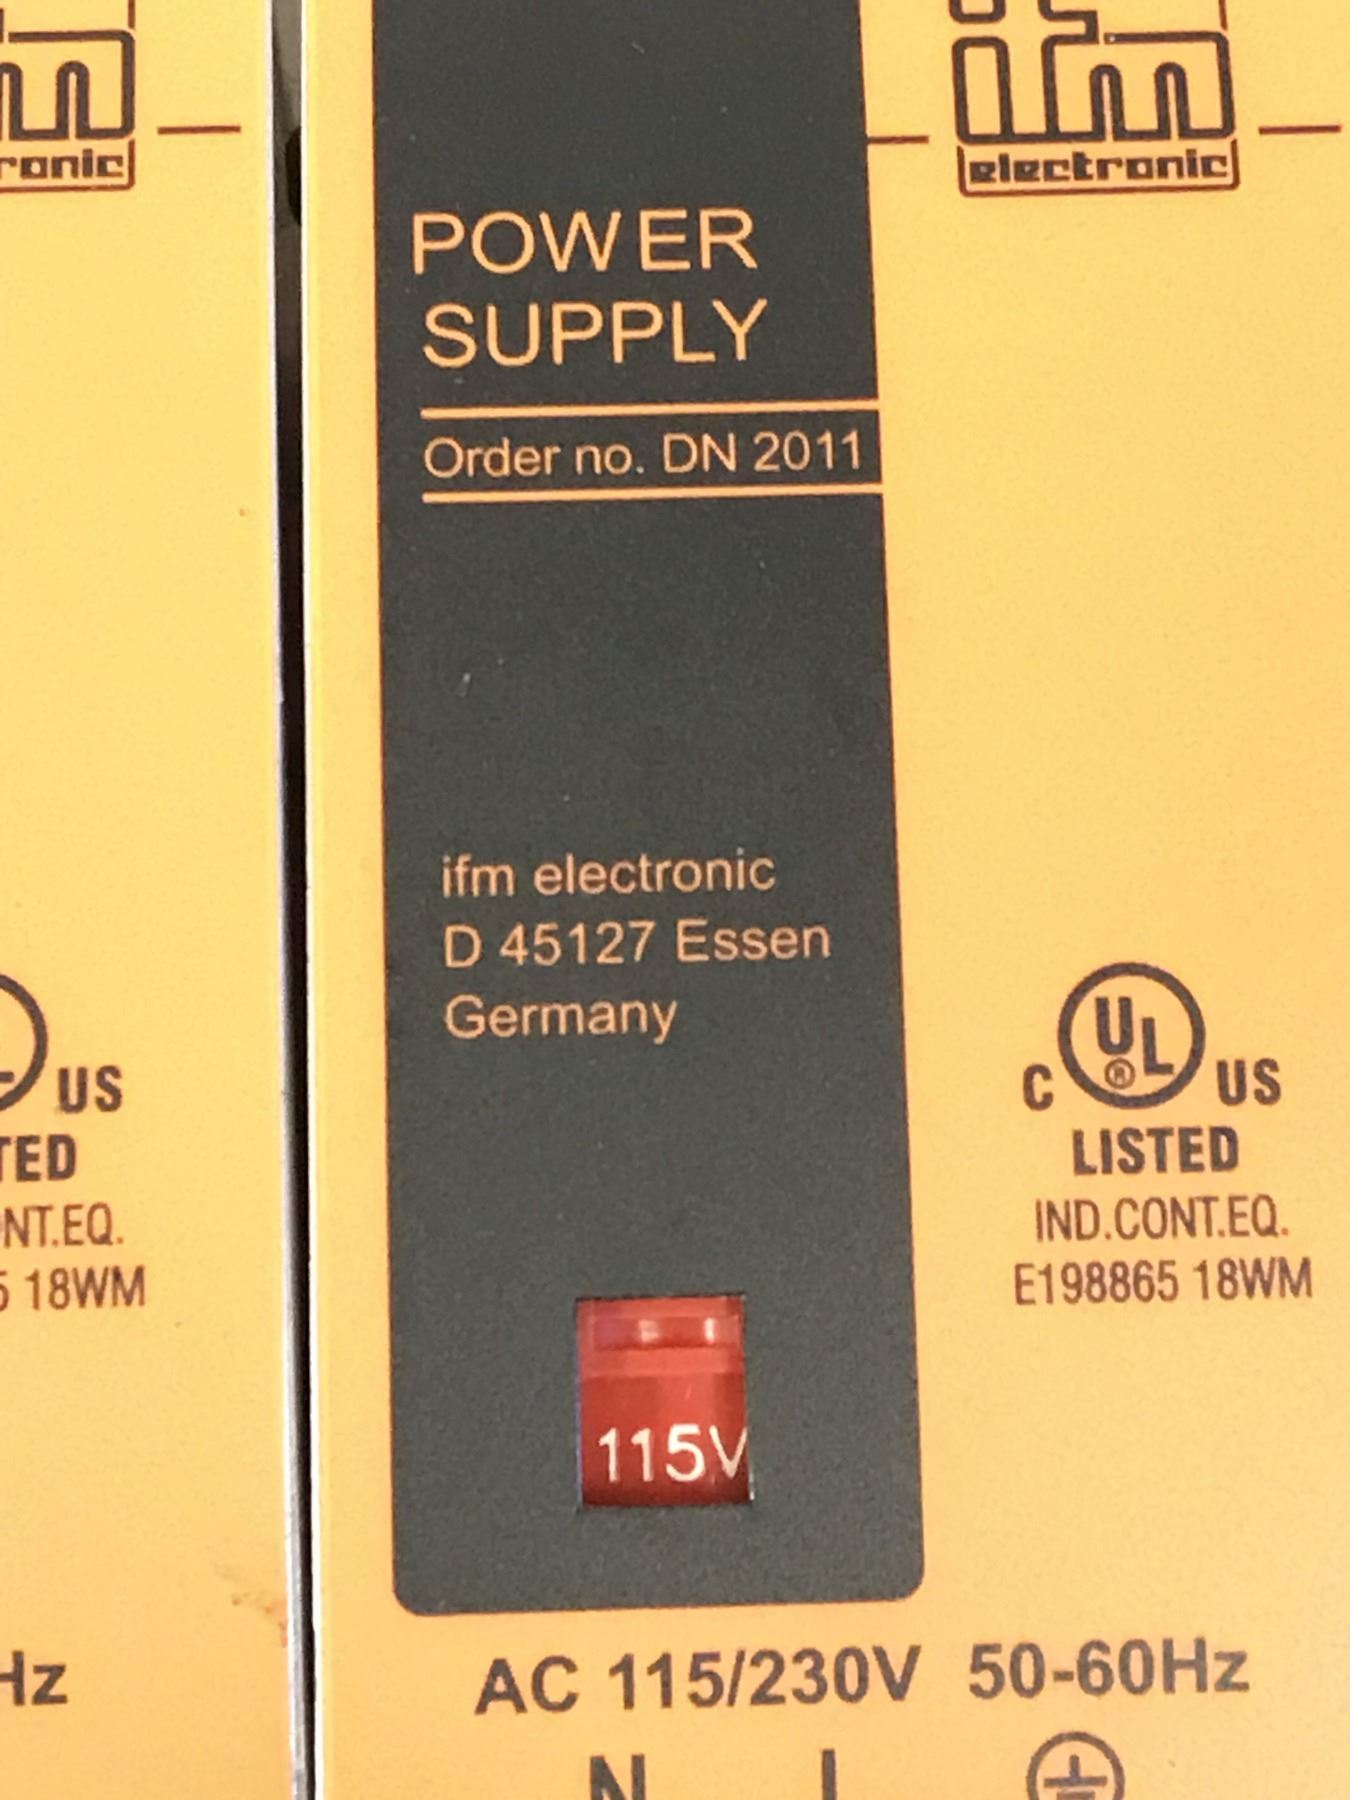 ifm
electronic
POWER
SUPPLY
Order no. DN 2011
ifm electronic
D 45127 Essen
Germany
C UL® US
LISTED
IND.CONT.EQ.
E198865 18WM
115V
AC 115/230V 50-60Hz
N L
US
18WM
Hz